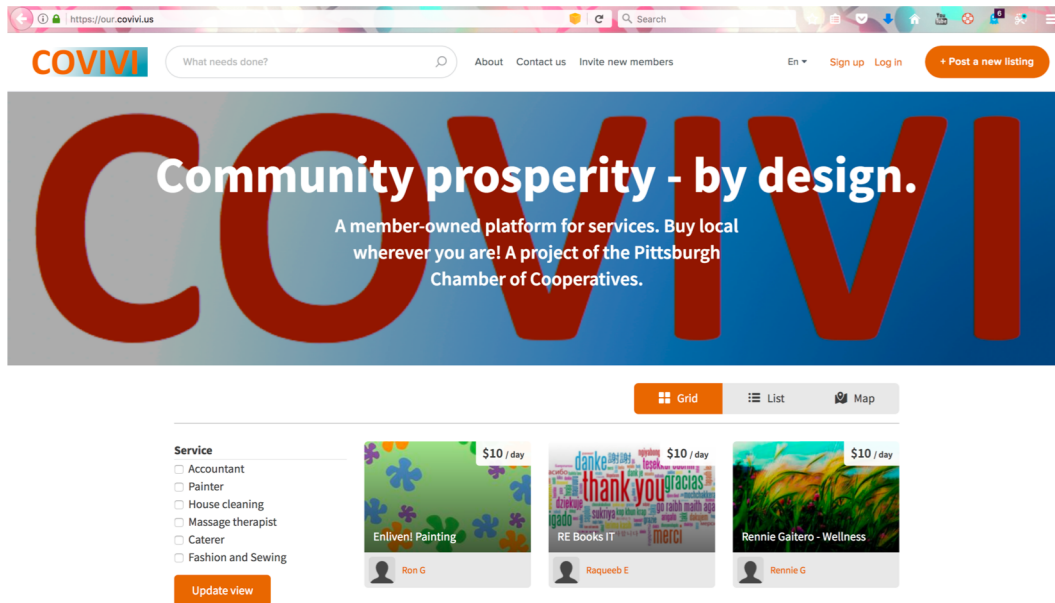 https://our.covivi.us
Search
6
COVIVI
What needs done?
About Contact us Invite new members
En
Sign up Log in
+ Post a new listing
COVIVI
Community prosperity - by design.
A member-owned platform for services. Buy local
wherever you are! A project of the Pittsburgh
Chamber of Cooperatives.
Grid
List
Map
Service
Accountant
Painter
House cleaning
Massage therapist
Caterer
Fashion and Sewing
Update view
$10 / day
Enliven! Painting
Ron G
$10 / day
danke
thank you
gracias
merci
RE Books IT
Raqueeb E
$10 / day
Rennie Gaitero - Wellness
Rennie G